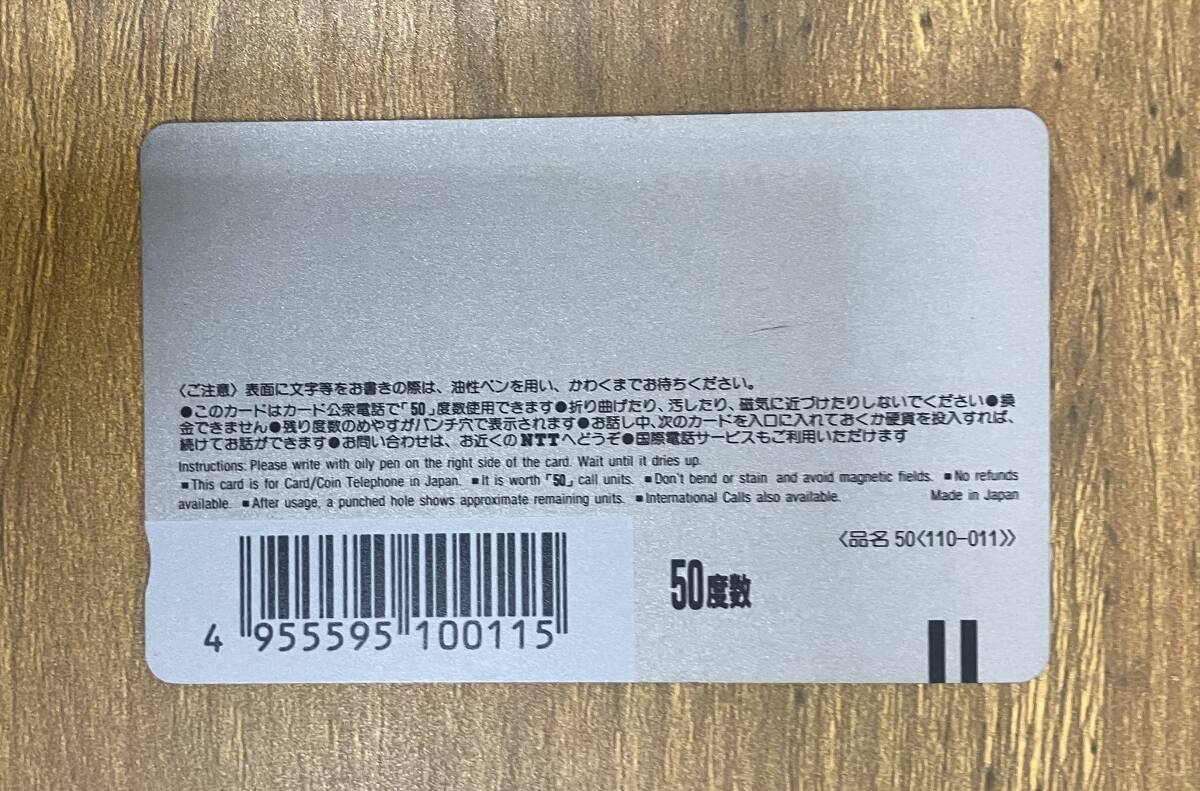 〈ご注意〉表面に文字等をお書きの際は、油性ペンを用い、かわくまでお待ちください。
●このカードはカード公衆電話で「50」度数使用できます●折り曲げたり、汚したり、磁気に近づけたりしないでください●換
金できません●残り度数のめやすがパンチ穴で表示されます●お話し中、次のカードを入口に入れておくか硬貨を投入すれば、
続けてお話ができます●お問い合わせは、お近くのNTTへどうぞ●国際電話サービスもご利用いただけます
Instructions: Please write with oily pen on the right side of the card. Wait until it dries up.
■This card is for Card/Coin Telephone in Japan. ■It is worth「50」call units. ■Don't bend or stain and avoid magnetic fields. ■No refunds
available. ■After usage, a punched hole shows approximate remaining units. ■International Calls also available. Made in Japan
〈品名 50〈110-011〉〉
50度数
4 955595 100115